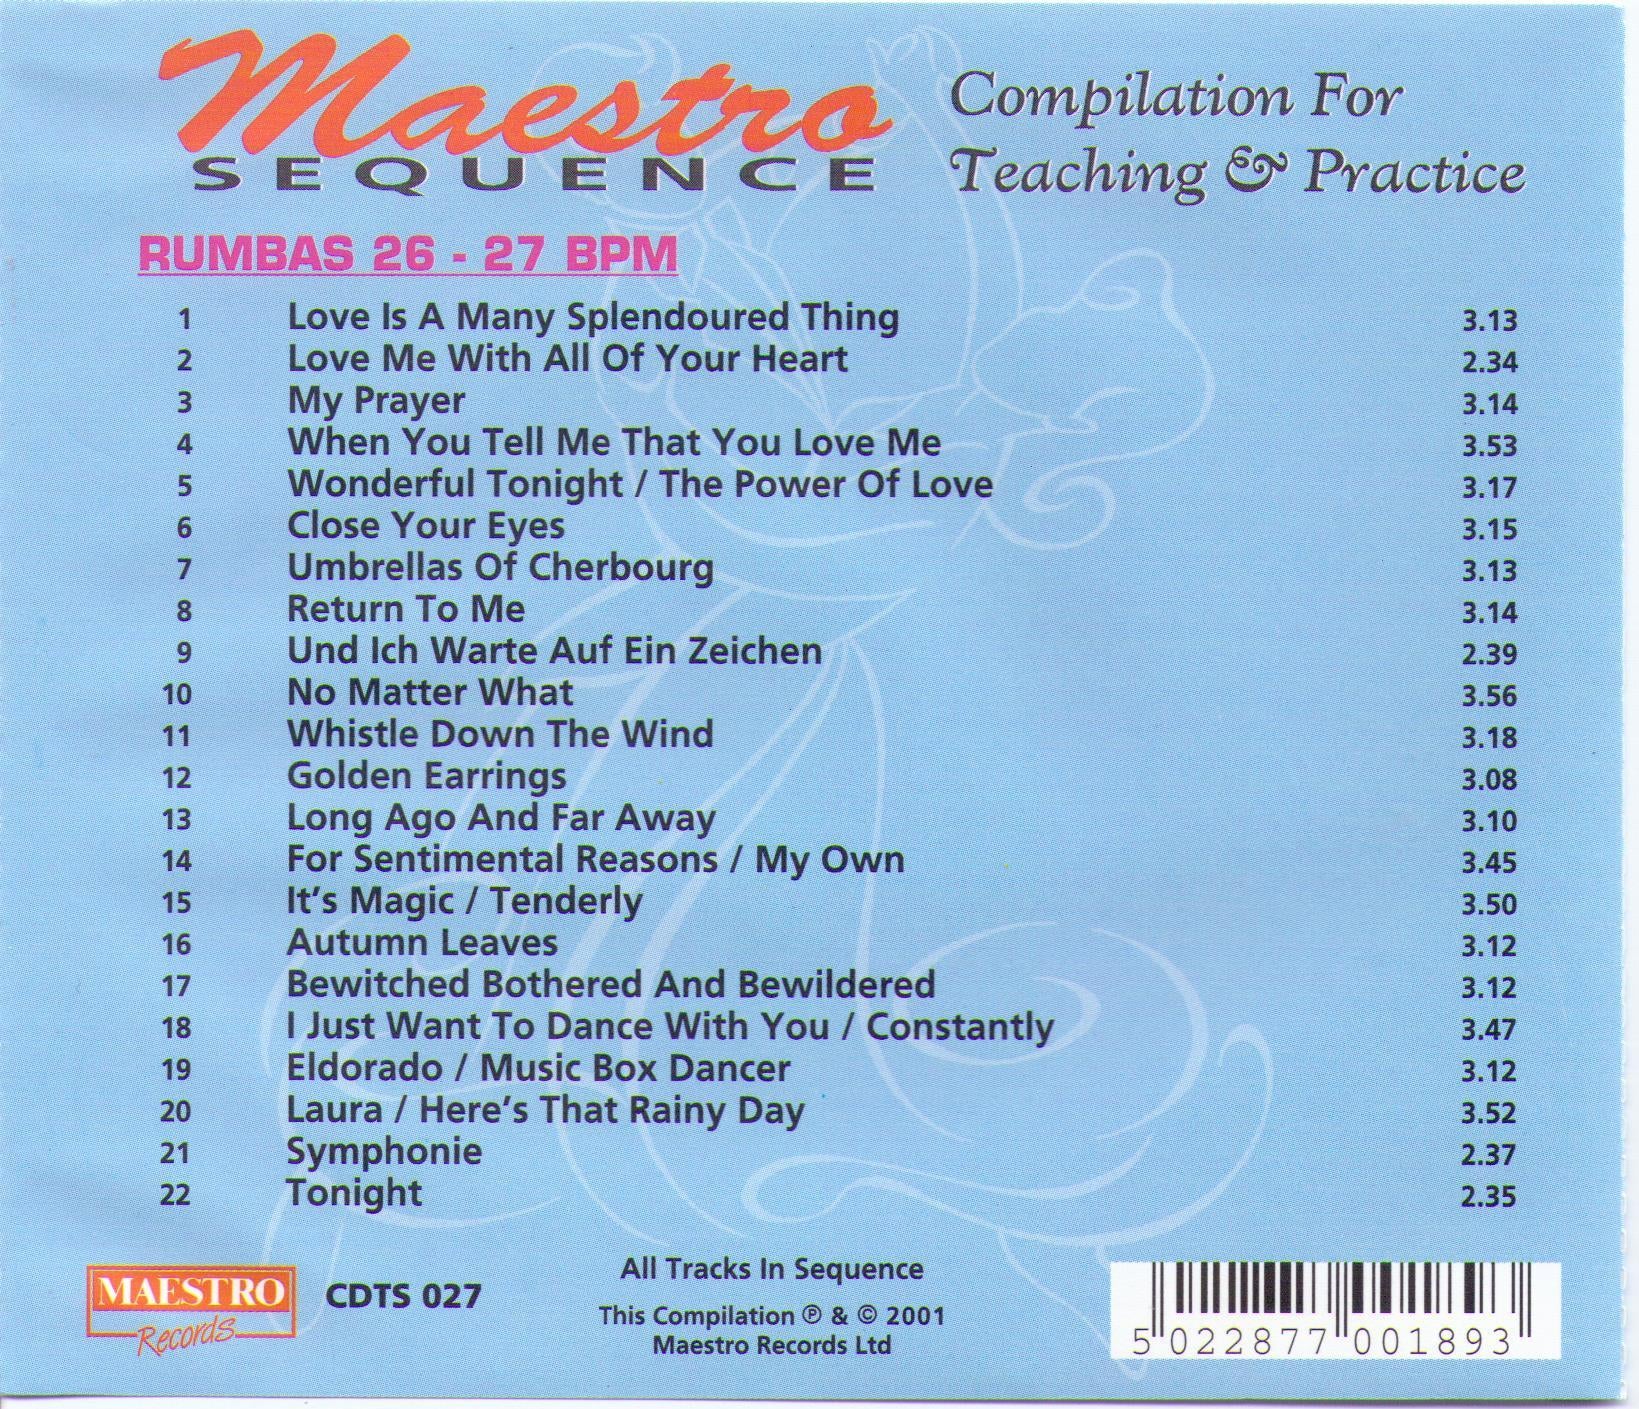 Maestro
SEQUENCE
Compilation For
Teaching & Practice
RUMBAS 26 - 27 BPM
1 Love Is A Many Splendoured Thing 3.13
2 Love Me With All Of Your Heart 2.34
3 My Prayer 3.14
4 When You Tell Me That You Love Me 3.53
5 Wonderful Tonight / The Power Of Love 3.17
6 Close Your Eyes 3.15
7 Umbrellas Of Cherbourg 3.13
8 Return To Me 3.14
9 Und Ich Warte Auf Ein Zeichen 2.39
10 No Matter What 3.56
11 Whistle Down The Wind 3.18
12 Golden Earrings 3.08
13 Long Ago And Far Away 3.10
14 For Sentimental Reasons / My Own 3.45
15 It's Magic / Tenderly 3.50
16 Autumn Leaves 3.12
17 Bewitched Bothered And Bewildered 3.12
18 I Just Want To Dance With You / Constantly 3.47
19 Eldorado / Music Box Dancer 3.12
20 Laura / Here's That Rainy Day 3.52
21 Symphonie 2.37
22 Tonight 2.35
MAESTRO
Records
CDTS 027
All Tracks In Sequence
This Compilation ℗ & © 2001
Maestro Records Ltd
5 022877 001893